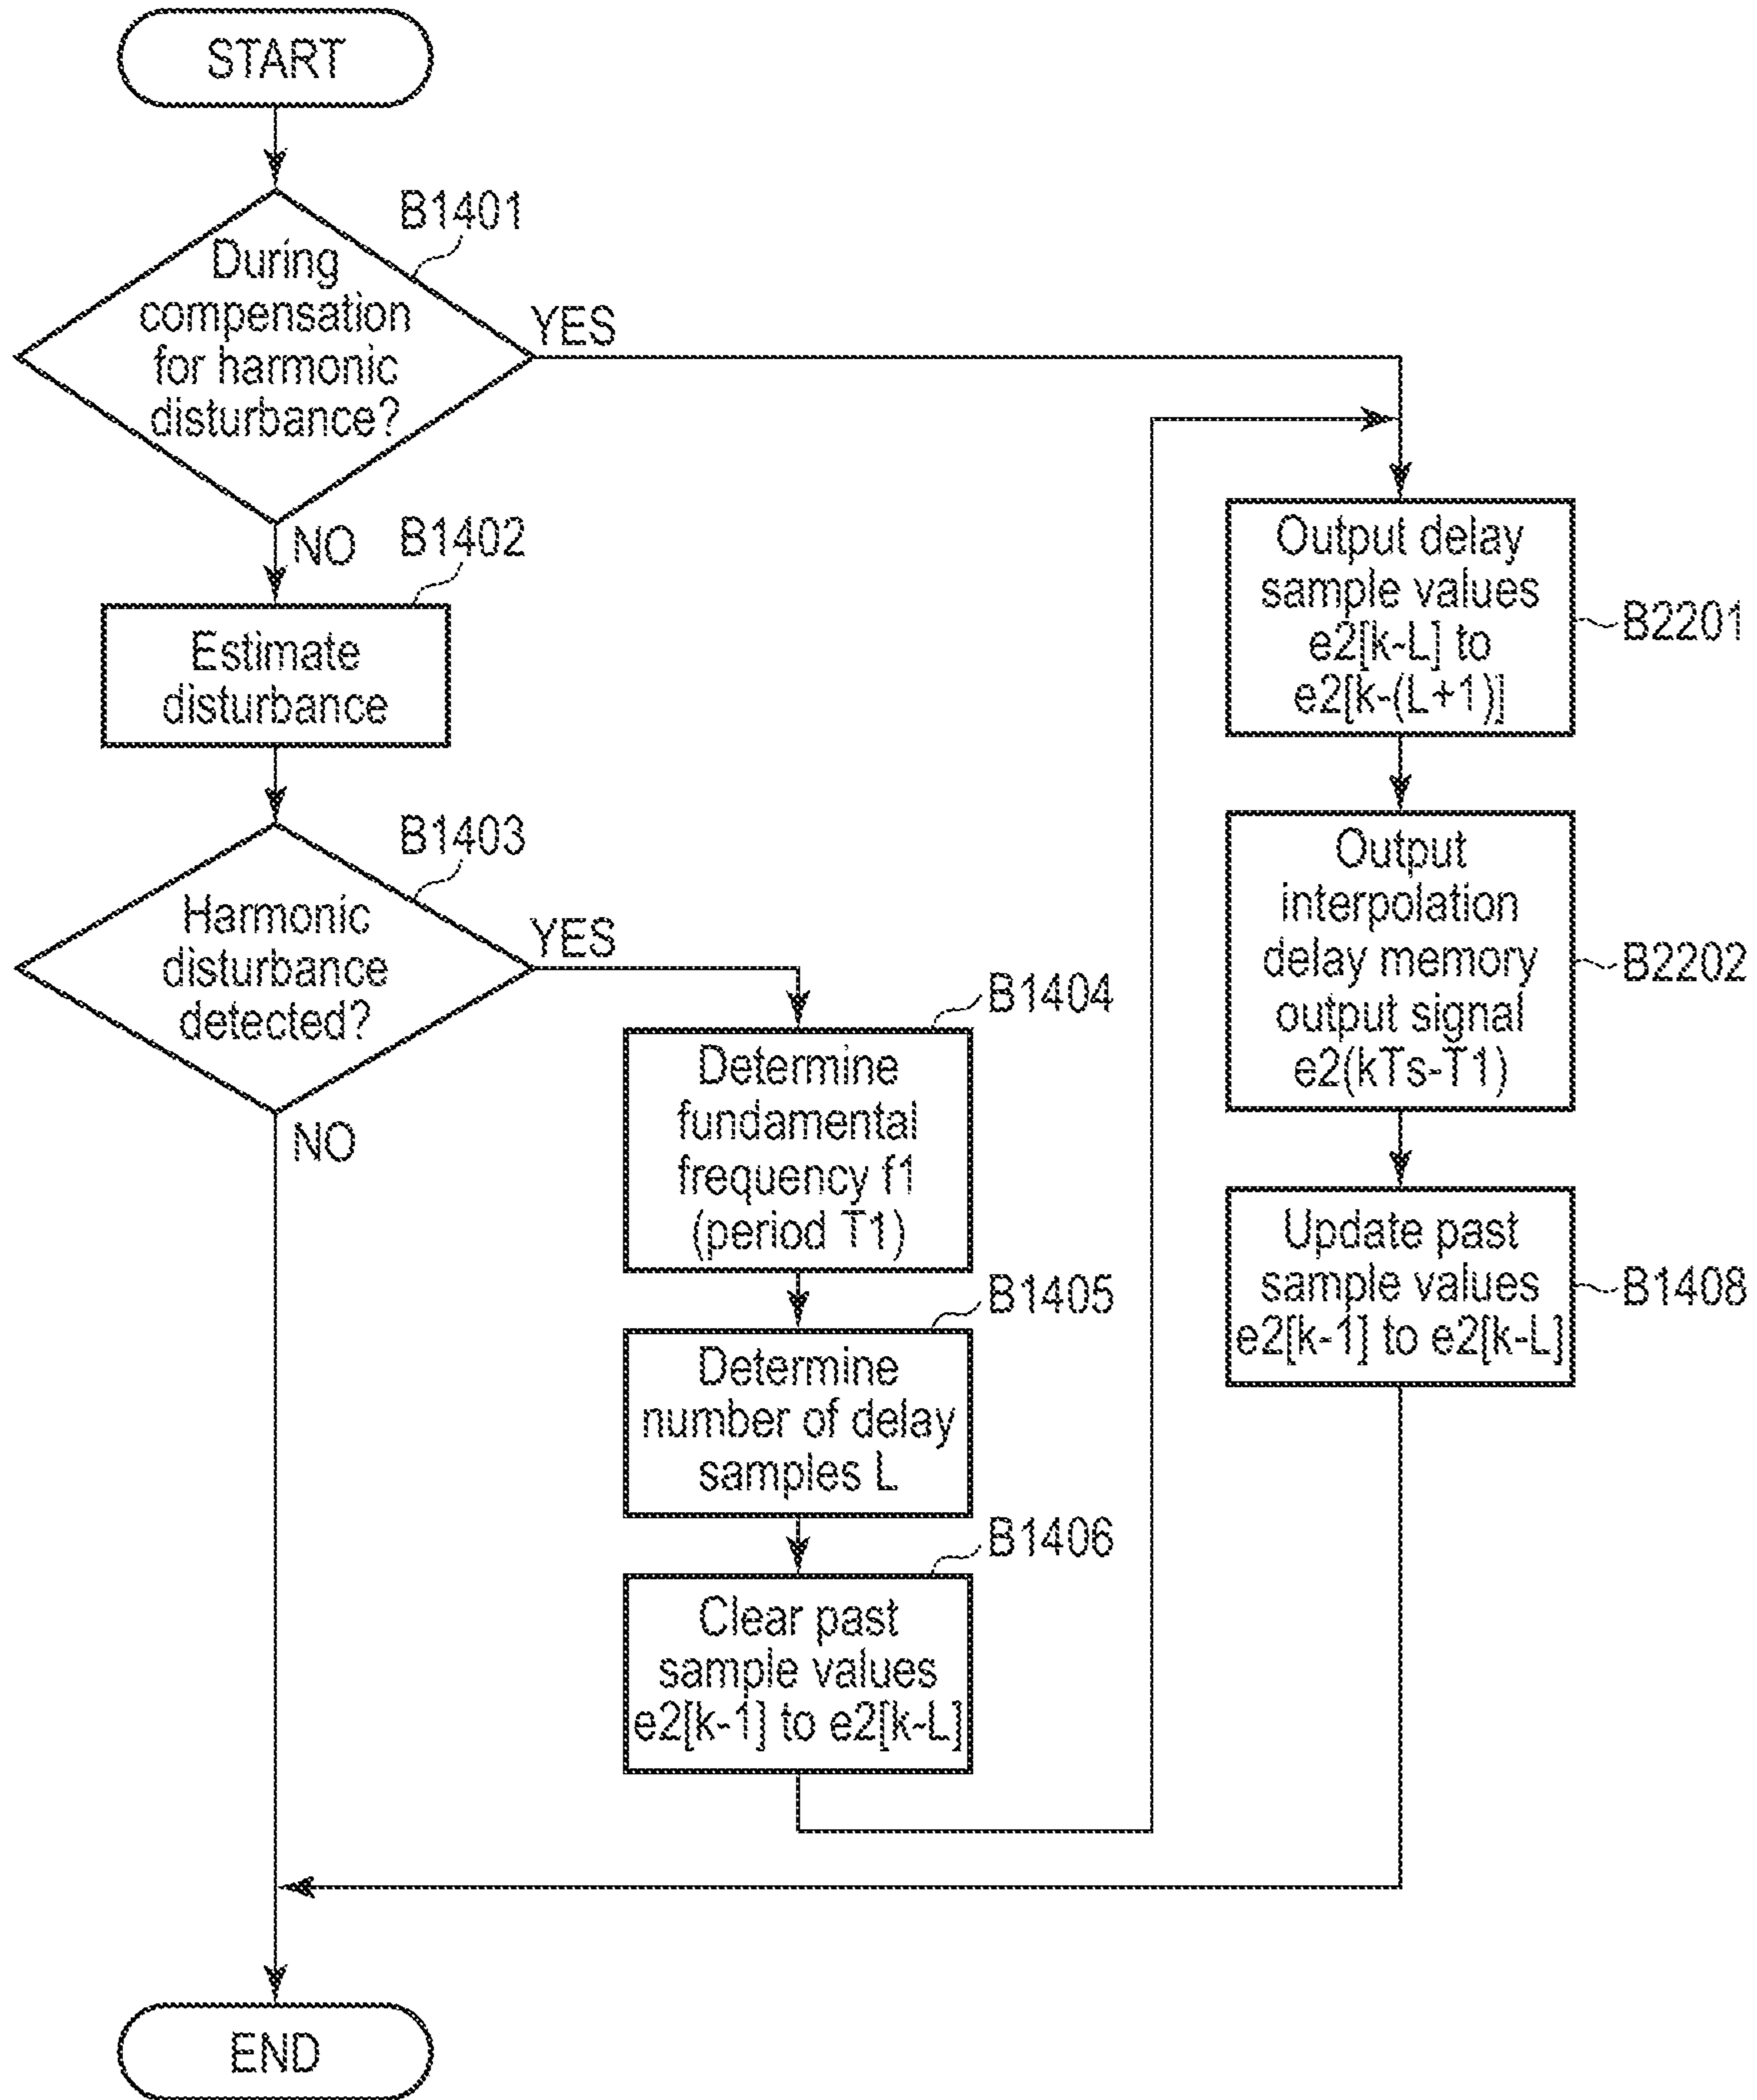 START
B1401
During
compensation
for harmonic
disturbance?
YES
NO
B1402
Estimate
disturbance
B1403
Harmonic
disturbance
detected?
YES
NO
B1404
Determine
fundamental
frequency f1
(period T1)
B1405
Determine
number of delay
samples L
B1406
Clear past
sample values
e2[k-1] to e2[k-L]
Output delay
sample values
e2[k-L] to
e2[k-(L+1)]
B2201
Output
interpolation
delay memory
output signal
e2(kTs-T1)
B2202
Update past
sample values
e2[k-1] to e2[k-L]
B1408
END